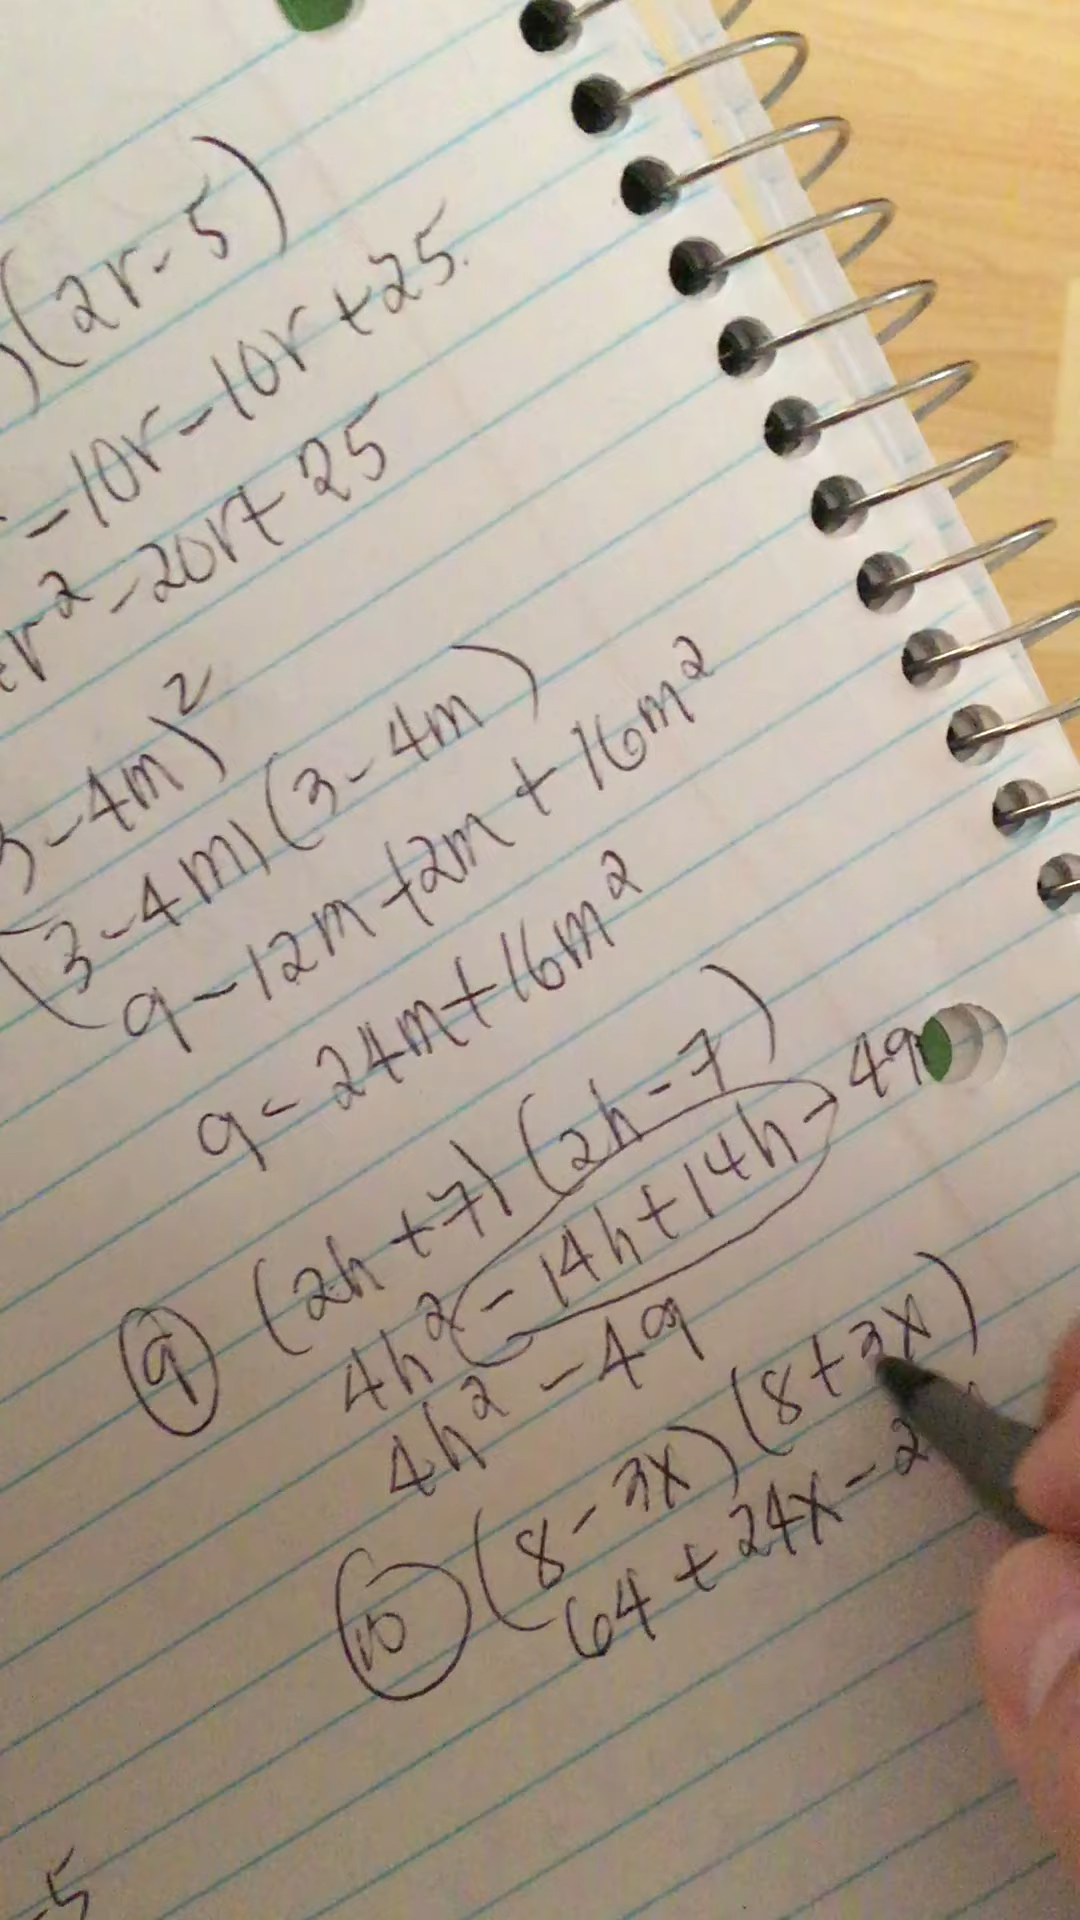 )(2r-5)
-10r-10r+25
r²-20r+25
3-4m)²
(3-4m)(3-4m)
9-12m+2m+16m²
9-24m+16m²
9 (2h+7)(2h-7)
4h²-14h+14h-49
4h²-49
10 (8-3x)(8+3x)
64+24x-2
-5